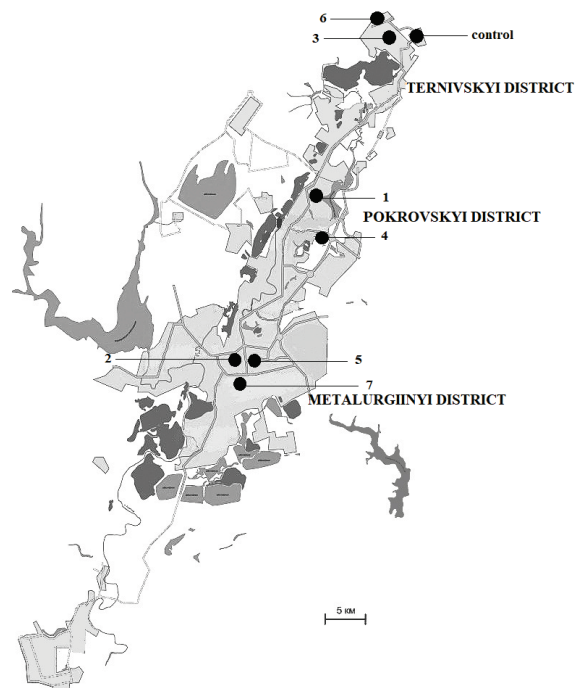 6
3
control
TERNIVSKYI DISTRICT
1
POKROVSKYI DISTRICT
4
2
5
7
METALURGIINYI DISTRICT
5 км